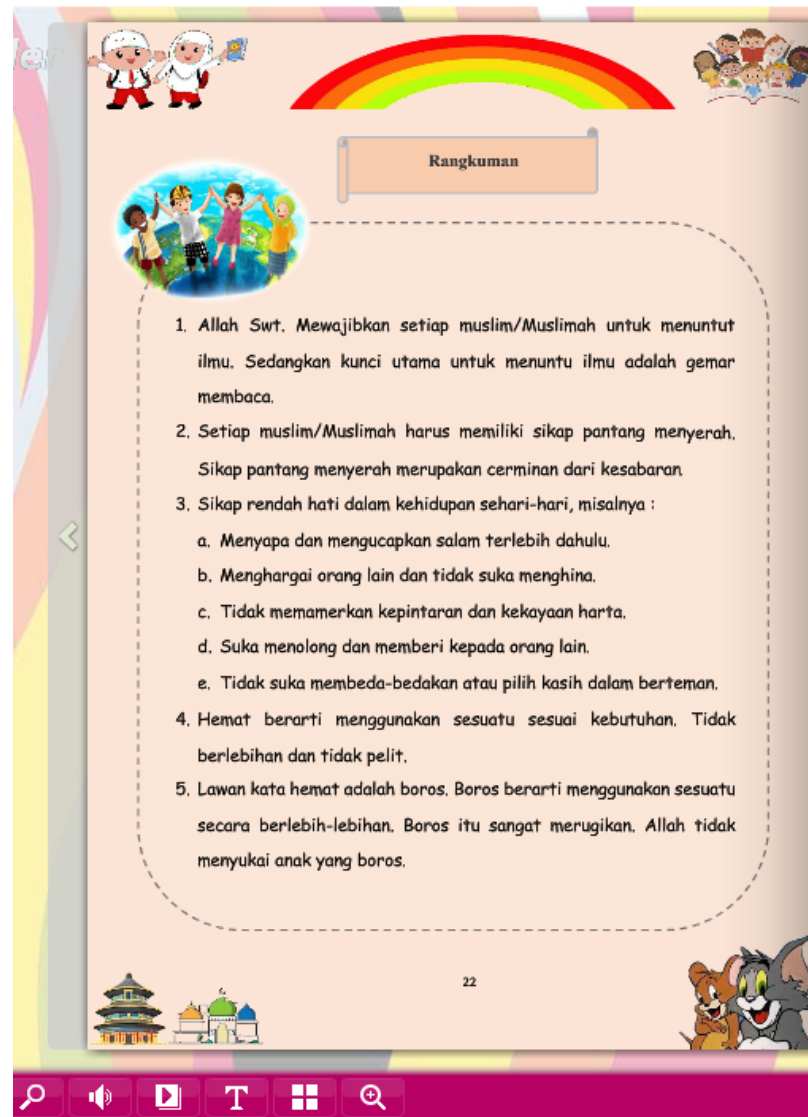 Rangkuman
1. Allah Swt. Mewajibkan setiap muslim/Muslimah untuk menuntut
ilmu. Sedangkan kunci utama untuk menuntu ilmu adalah gemar
membaca.
2. Setiap muslim/Muslimah harus memiliki sikap pantang menyerah.
Sikap pantang menyerah merupakan cerminan dari kesabaran
3. Sikap rendah hati dalam kehidupan sehari-hari, misalnya :
a. Menyapa dan mengucapkan salam terlebih dahulu.
b. Menghargai orang lain dan tidak suka menghina.
c. Tidak memamerkan kepintaran dan kekayaan harta.
d. Suka menolong dan memberi kepada orang lain.
e. Tidak suka membeda-bedakan atau pilih kasih dalam berteman.
4. Hemat berarti menggunakan sesuatu sesuai kebutuhan. Tidak
berlebihan dan tidak pelit.
5. Lawan kata hemat adalah boros. Boros berarti menggunakan sesuatu
secara berlebih-lebihan. Boros itu sangat merugikan. Allah tidak
menyukai anak yang boros.
22